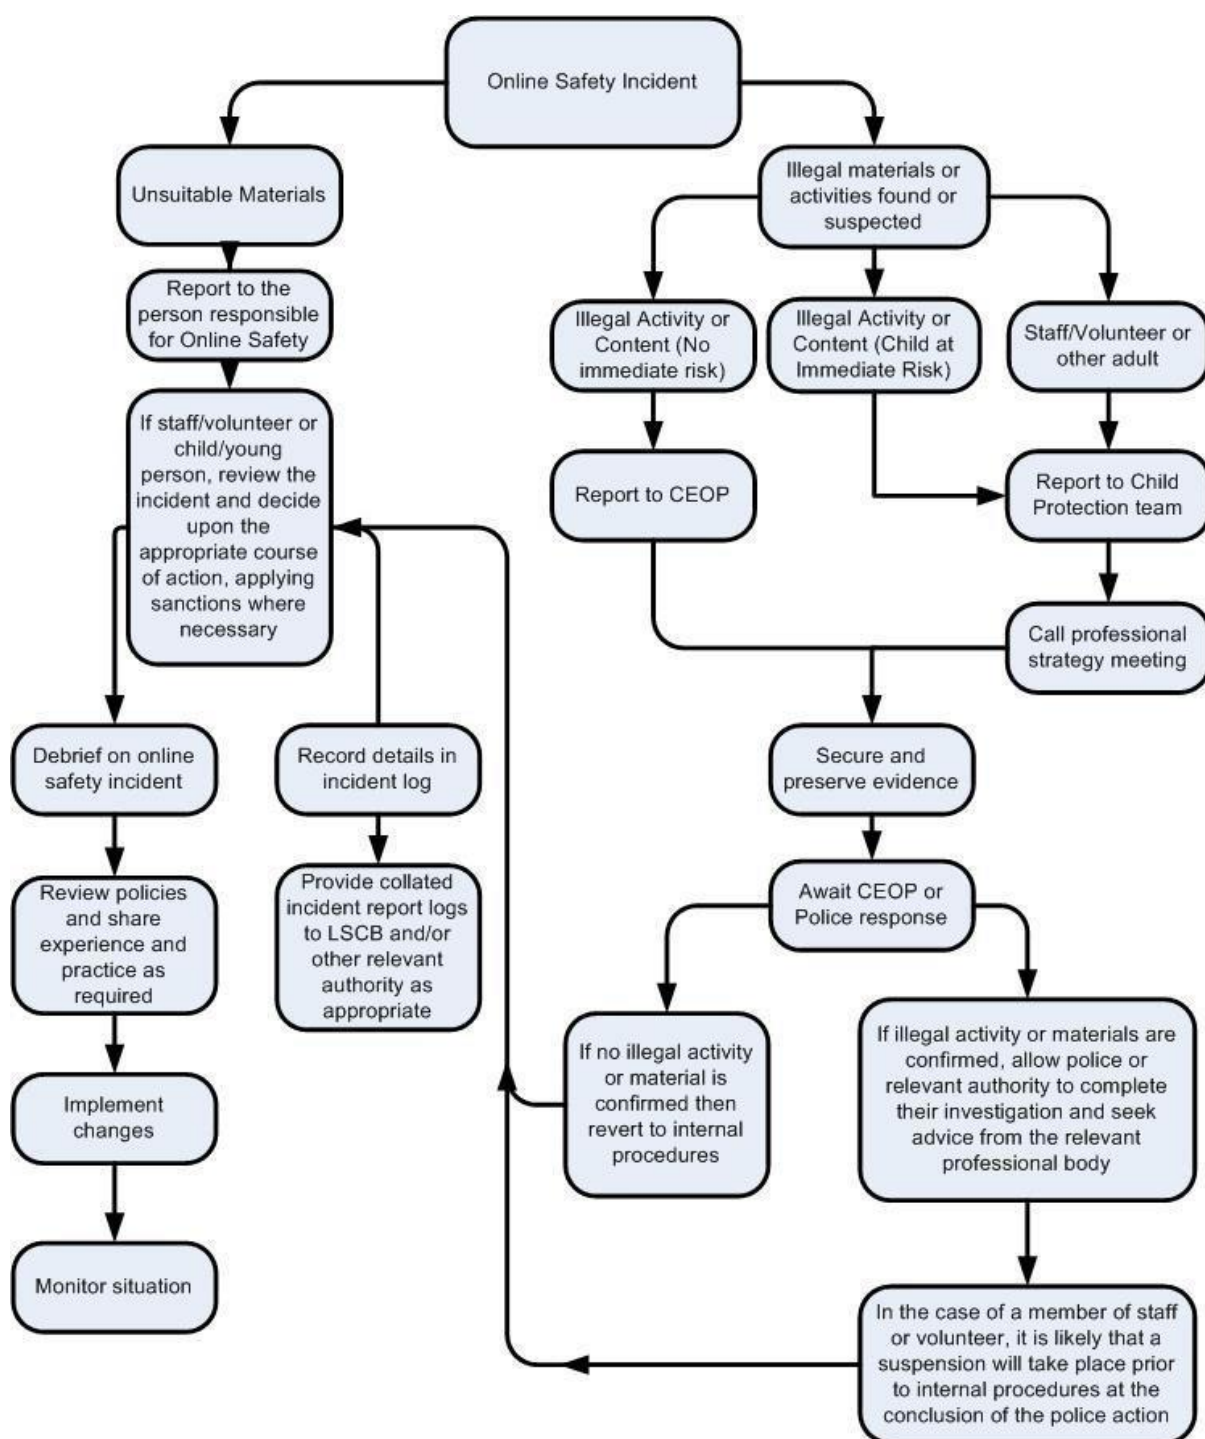 Online Safety Incident
Unsuitable Materials
Report to the
person responsible
for Online Safety
If staff/volunteer or
child/young
person, review the
incident and decide
upon the
appropriate course
of action, applying
sanctions where
necessary
Debrief on online
safety incident
Review policies
and share
experience and
practice as
required
Implement
changes
Monitor situation
Record details in
incident log
Provide collated
incident report logs
to LSCB and/or
other relevant
authority as
appropriate
Illegal materials or
activities found or
suspected
Illegal Activity or
Content (No
immediate risk)
Illegal Activity or
Content (Child at
Immediate Risk)
Staff/Volunteer or
other adult
Report to CEOP
Report to Child
Protection team
Call professional
strategy meeting
Secure and
preserve evidence
Await CEOP or
Police response
If no illegal activity
or material is
confirmed then
revert to internal
procedures
If illegal activity or materials are
confirmed, allow police or
relevant authority to complete
their investigation and seek
advice from the relevant
professional body
In the case of a member of staff
or volunteer, it is likely that a
suspension will take place prior
to internal procedures at the
conclusion of the police action